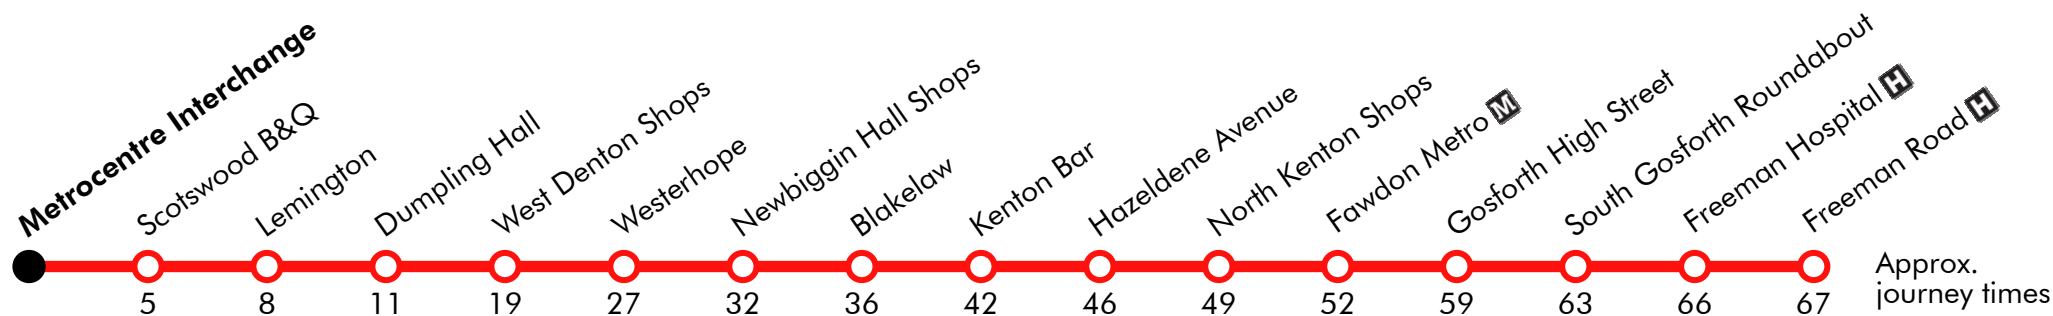 Metrocentre Interchange
Scotswood B&Q
Lemington
Dumpling Hall
West Denton Shops
Westerhope
Newbiggin Hall Shops
Blakelaw
Kenton Bar
Hazeldene Avenue
North Kenton Shops
Fawdon Metro M
Gosforth High Street
South Gosforth Roundabout
Freeman Hospital H
Freeman Road H
5 8 11 19 27 32 36 42 46 49 52 59 63 66 67
Approx.
journey times